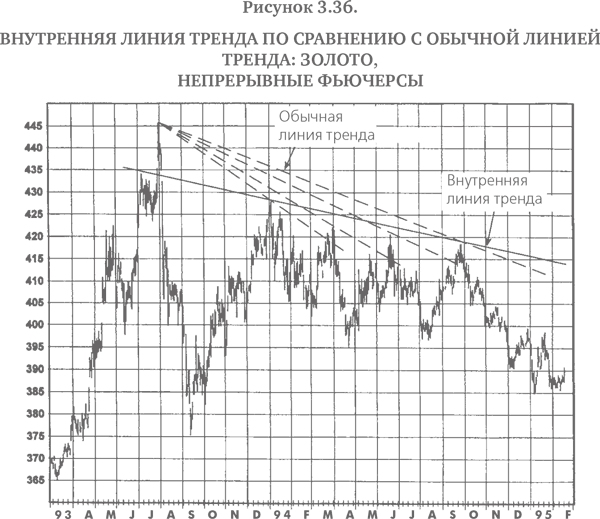 Рисунок 3.36.
ВНУТРЕННЯЯ ЛИНИЯ ТРЕНДА ПО СРАВНЕНИЮ С ОБЫЧНОЙ ЛИНИЕЙ
ТРЕНДА: ЗОЛОТО,
НЕПРЕРЫВНЫЕ ФЬЮЧЕРСЫ
Обычная
линия тренда
Внутренняя
линия тренда
445
435
430
425
420
415
410
405
400
395
390
385
380
375
370
365
93 A M J J A S O N D 94 A M J J A S O N D 95 F